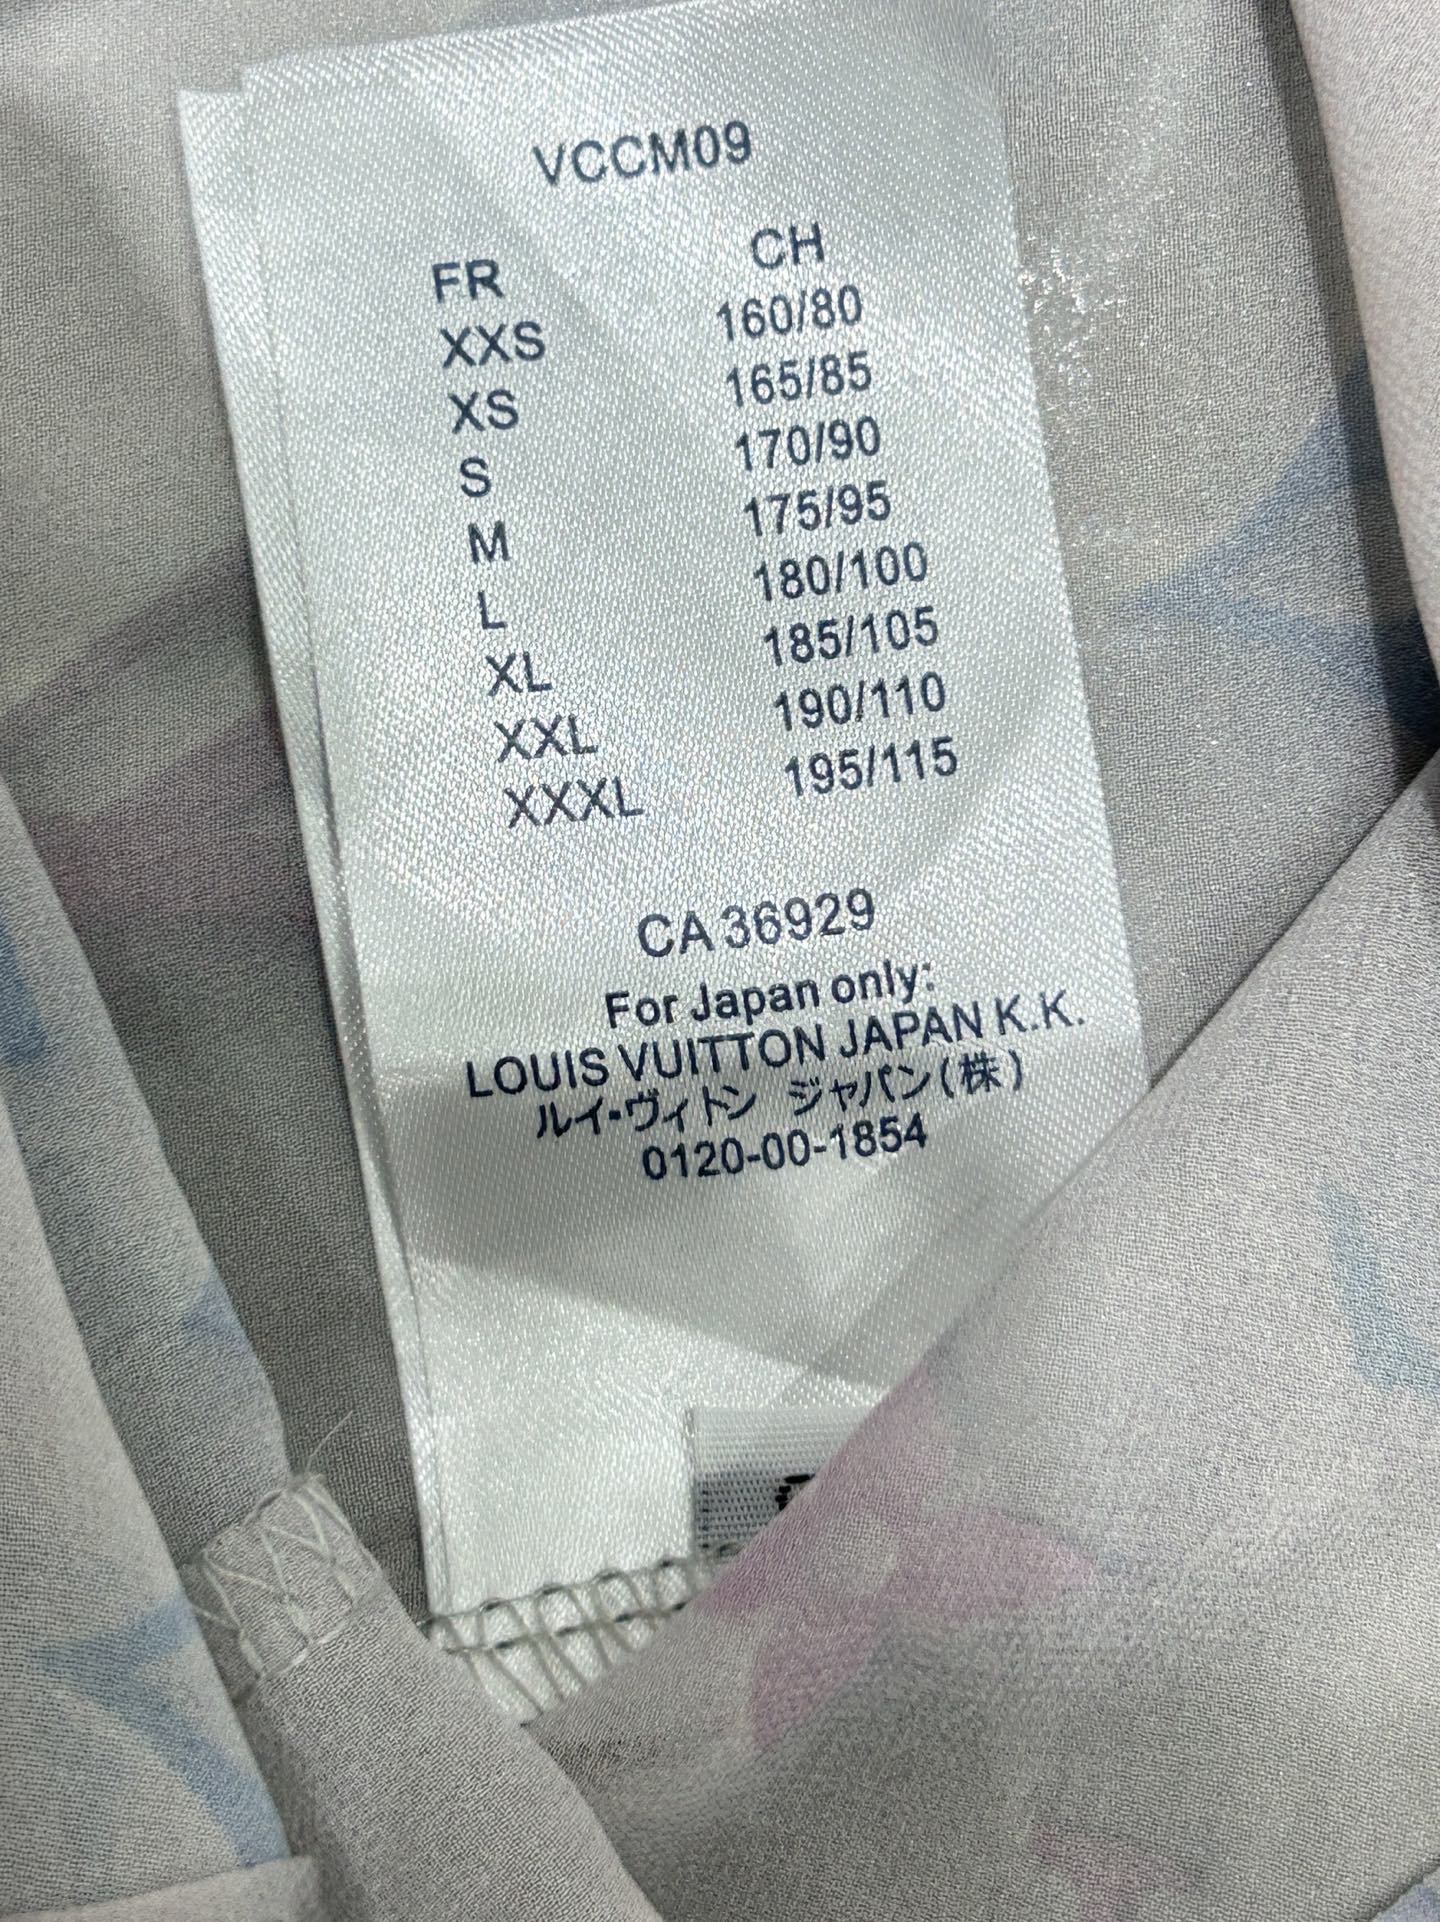 VCCM09
FR CH
XXS 160/80
XS 165/85
S 170/90
M 175/95
L 180/100
XL 185/105
XXL 190/110
XXXL 195/115
CA 36929
For Japan only:
LOUIS VUITTON JAPAN K.K.
ルイ・ヴィトン ジャパン(株)
0120-00-1854